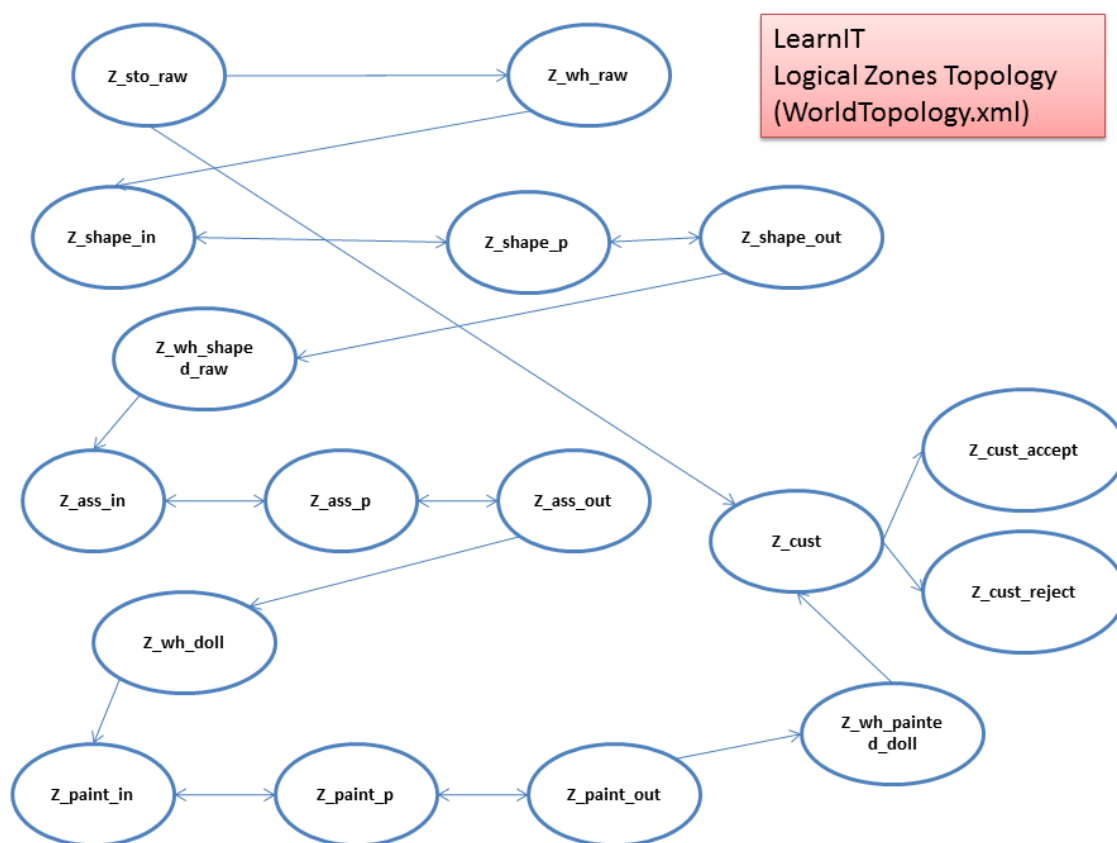 LearnIT
Logical Zones Topology
(WorldTopology.xml)
Z_sto_raw
Z_wh_raw
Z_shape_in
Z_shape_p
Z_shape_out
Z_wh_shape
d_raw
Z_cust_accept
Z_ass_in
Z_ass_p
Z_ass_out
Z_cust
Z_cust_reject
Z_wh_doll
Z_wh_painte
d_doll
Z_paint_in
Z_paint_p
Z_paint_out